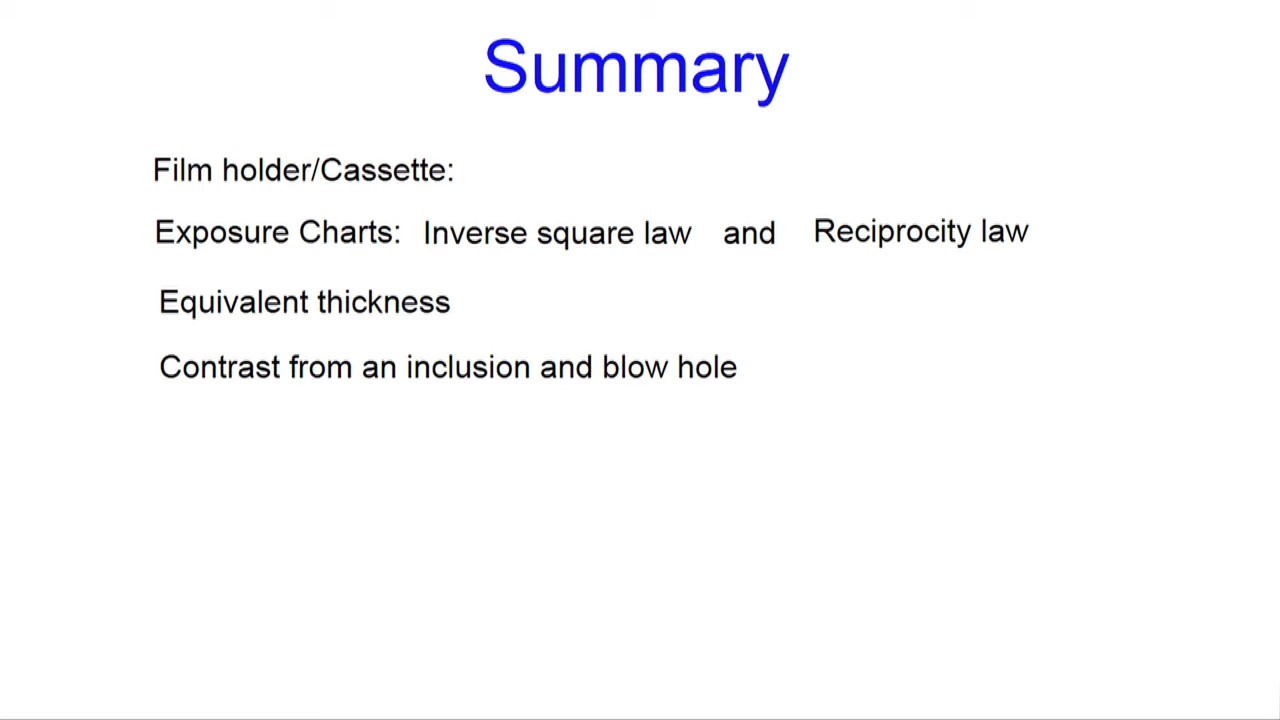 Summary
Film holder/Cassette:
Exposure Charts: Inverse square law and Reciprocity law
Equivalent thickness
Contrast from an inclusion and blow hole